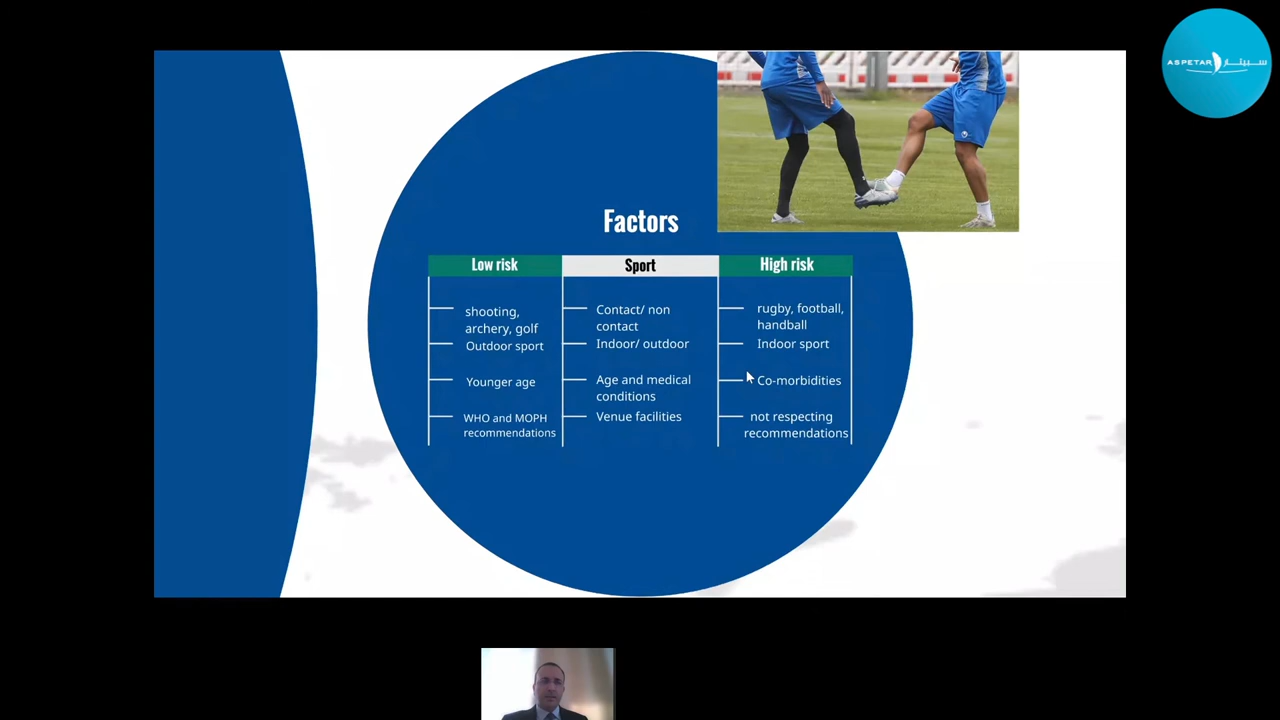 ASPETAR سبيتار
Factors
Low risk
Sport
High risk
shooting,
archery, golf
Contact/ non
contact
rugby, football,
handball
Outdoor sport
Indoor/ outdoor
Indoor sport
Younger age
Age and medical
conditions
Co-morbidities
WHO and MOPH
recommendations
Venue facilities
not respecting
recommendations